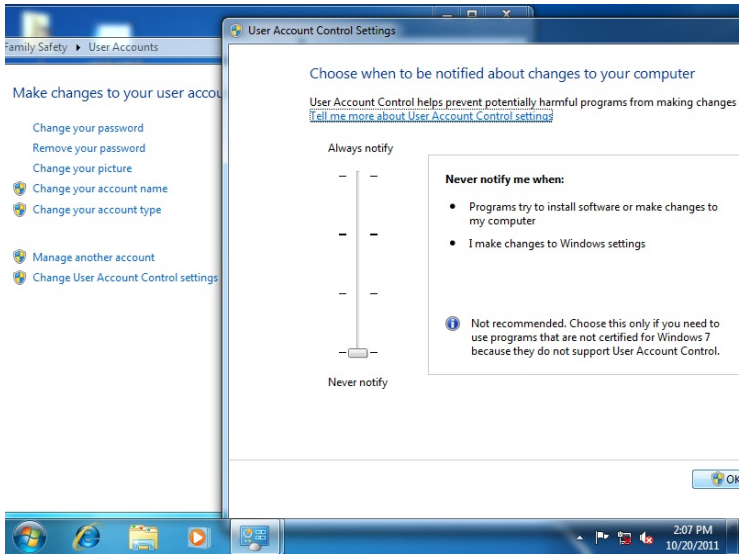 Family Safety ▸ User Accounts
Make changes to your user accou
Change your password
Remove your password
Change your picture
Change your account name
Change your account type
Manage another account
Change User Account Control settings
User Account Control Settings
Choose when to be notified about changes to your computer
User Account Control helps prevent potentially harmful programs from making changes
Tell me more about User Account Control settings
Always notify
Never notify me when:
• Programs try to install software or make changes to
my computer
• I make changes to Windows settings
Not recommended. Choose this only if you need to
use programs that are not certified for Windows 7
because they do not support User Account Control.
Never notify
OK
2:07 PM
10/20/2011